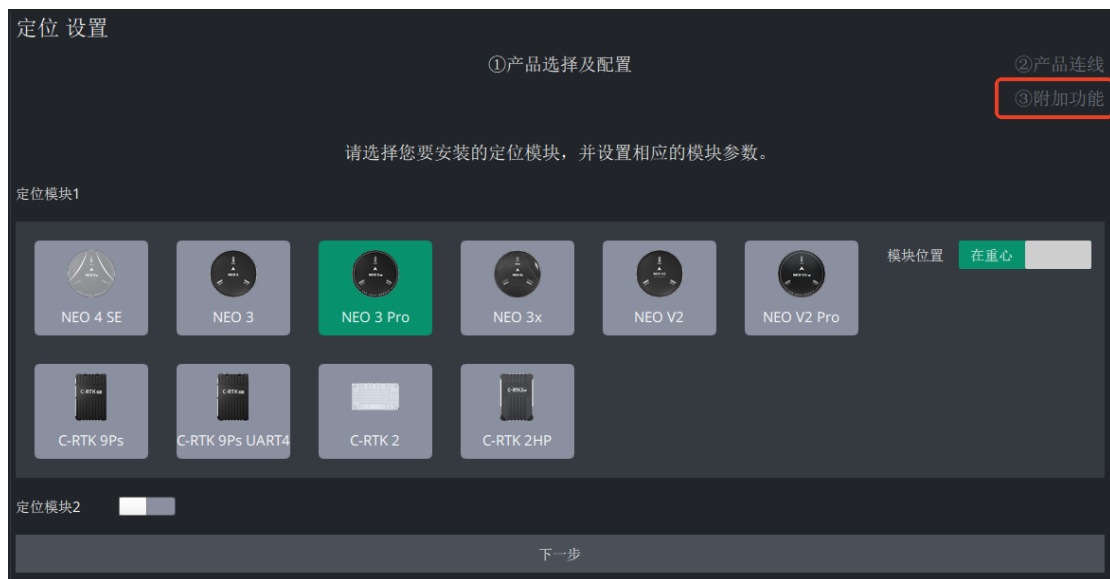 定位 设置
①产品选择及配置
②产品连线
③附加功能
请选择您要安装的定位模块，并设置相应的模块参数。
定位模块1
NEO 4 SE
NEO 3
NEO 3 Pro
NEO 3x
NEO V2
NEO V2 Pro
模块位置
在重心
C-RTK 9Ps
C-RTK 9Ps UART4
C-RTK 2
C-RTK 2HP
定位模块2
下一步